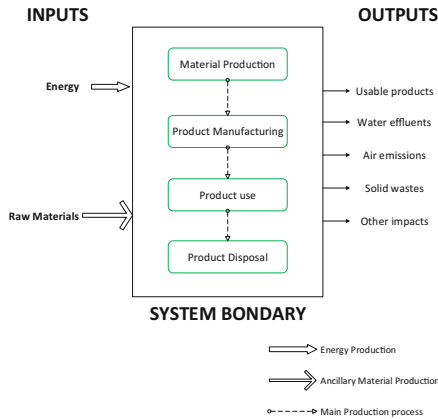 INPUTS
OUTPUTS
Material Production
Energy
Usable products
Water effluents
Product Manufacturing
Air emissions
Product use
Solid wastes
Raw Materials
Other impacts
Product Disposal
SYSTEM BONDARY
Energy Production
Ancillary Material Production
Main Production process